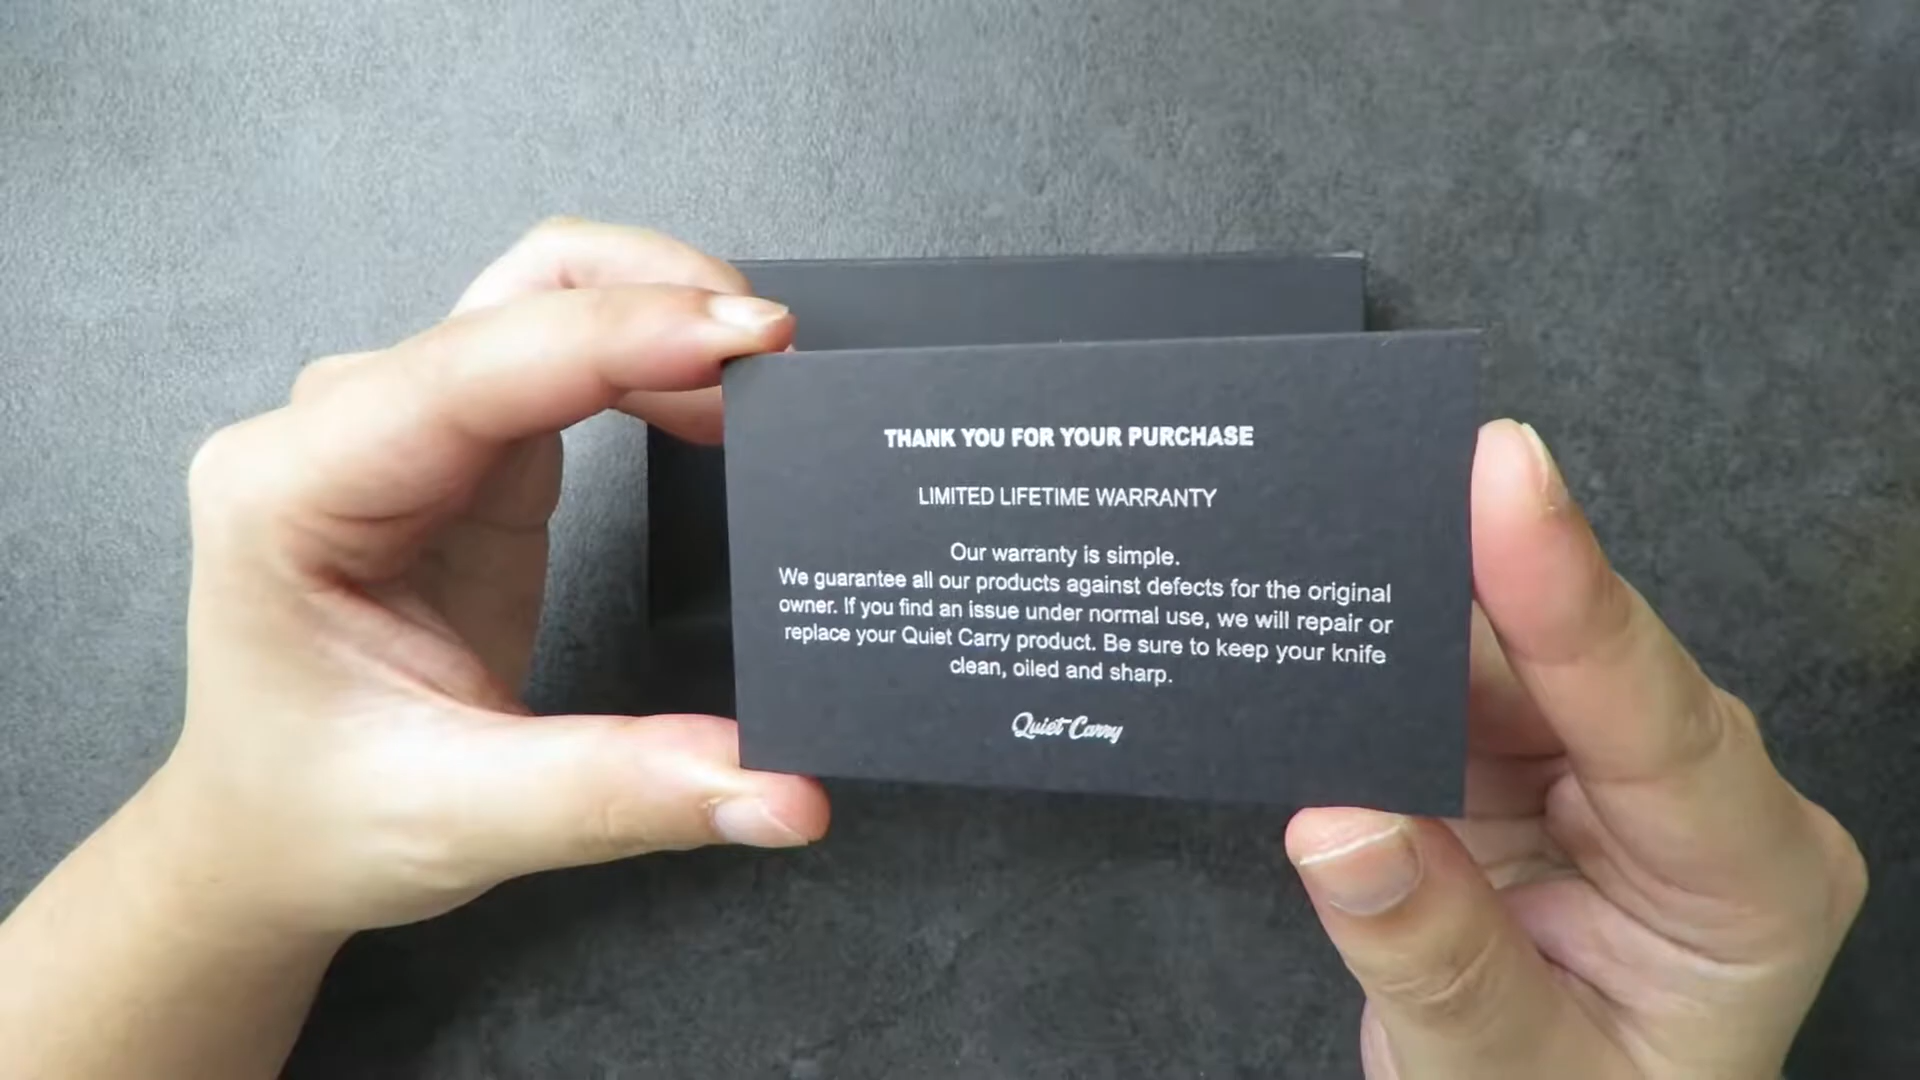 THANK YOU FOR YOUR PURCHASE
LIMITED LIFETIME WARRANTY
Our warranty is simple.
We guarantee all our products against defects for the original
owner. If you find an issue under normal use, we will repair or
replace your Quiet Carry product. Be sure to keep your knife
clean, oiled and sharp.
Quiet Carry